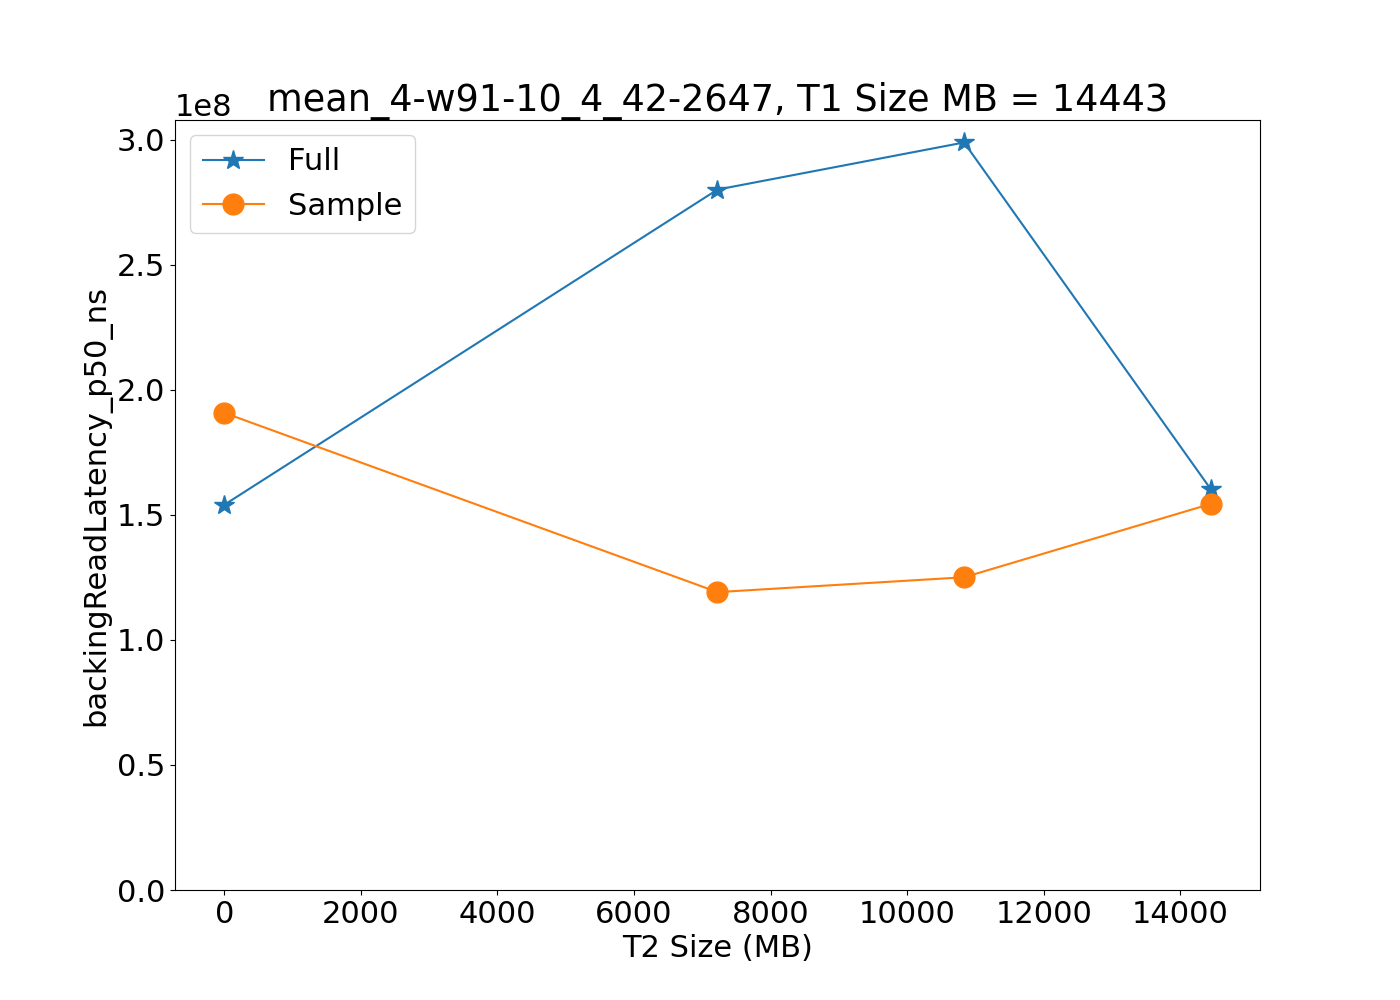 1e8
mean_4-w91-10_4_42-2647, T1 Size MB = 14443
Full
Sample
backingReadLatency_p50_ns
3.0
2.5
2.0
1.5
1.0
0.5
0.0
0 2000 4000 6000 8000 10000 12000 14000
T2 Size (MB)